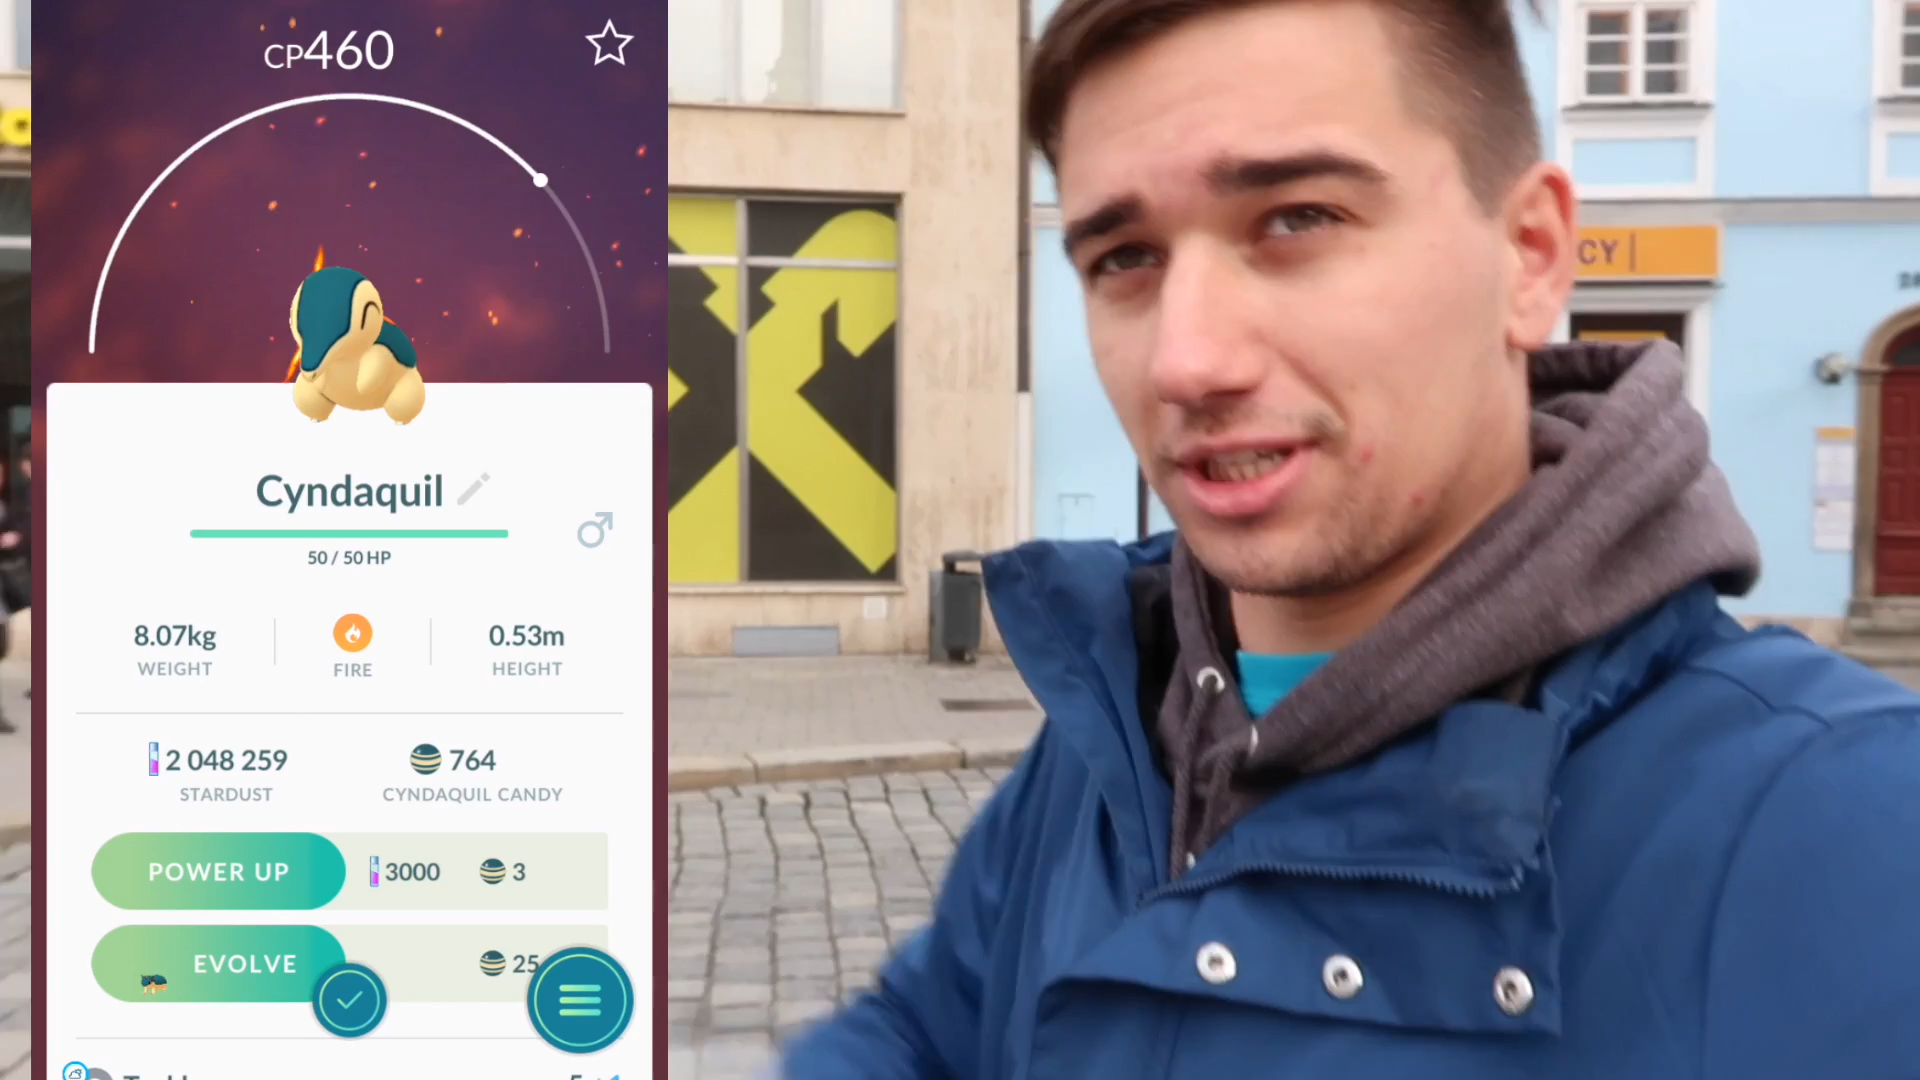 CP460
Cyndaquil
50 / 50 HP
8.07kg
WEIGHT
FIRE
0.53m
HEIGHT
2 048 259
STARDUST
764
CYNDAQUIL CANDY
POWER UP
3000
3
EVOLVE
25
CY